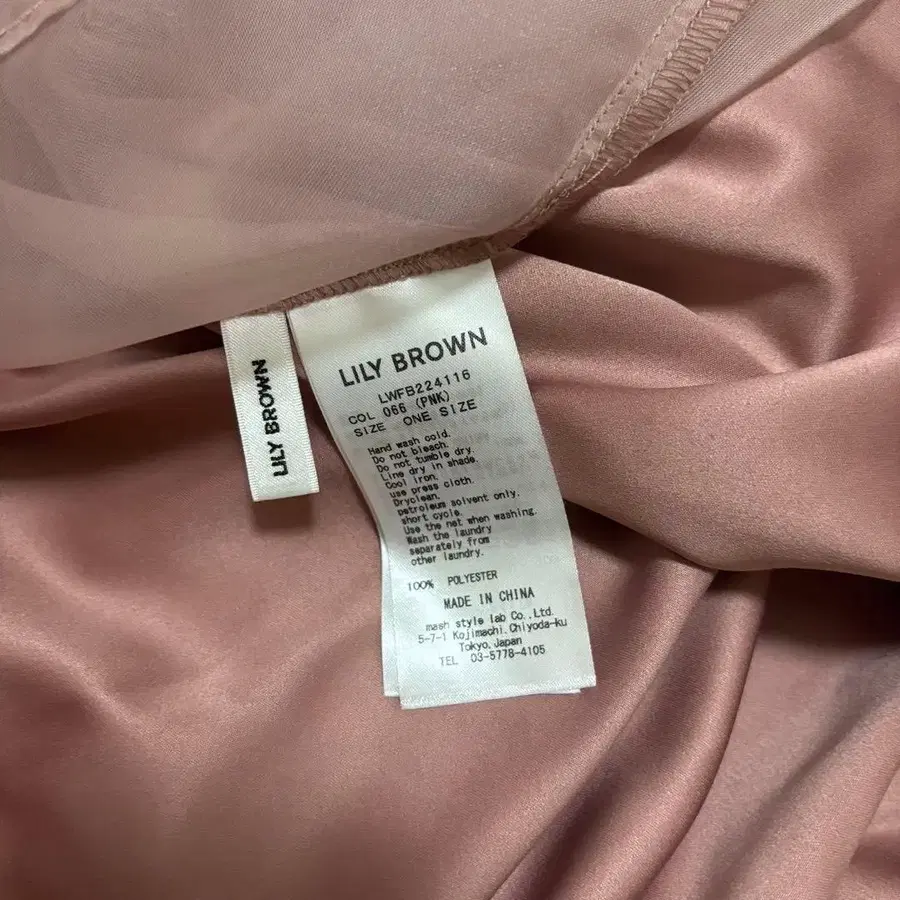 LILY BROWN
LILY BROWN
LWFB224116
COL 066 (PNK)
SIZE ONE SIZE
Hand wash cold.
Do not bleach.
Do not tumble dry.
Line dry in shade.
Cool iron.
use press cloth.
Dryclean.
petroleum solvent only.
short cycle.
Use the net when washing.
Wash the laundry
separately from
other laundry.
100% POLYESTER
MADE IN CHINA
mash style lab Co.,Ltd.
5-7-1 Kojimachi.Chiyoda-ku
Tokyo.Japan
TEL 03-5778-4105